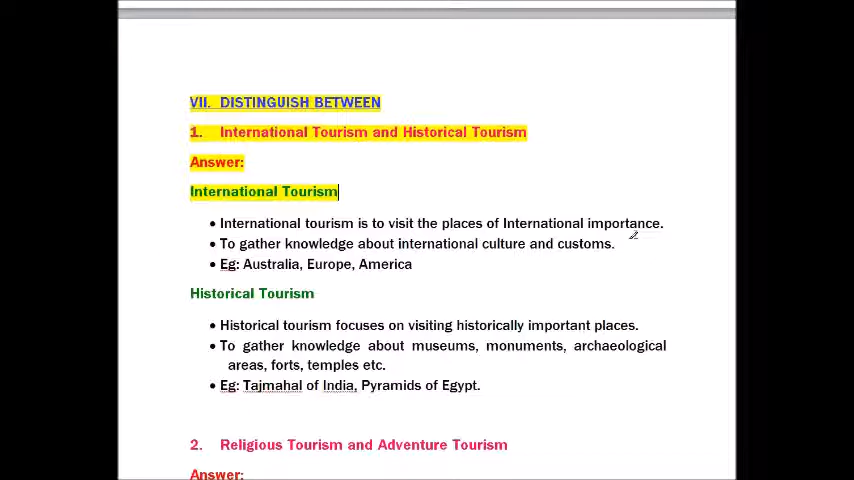 VII. DISTINGUISH BETWEEN
1. International Tourism and Historical Tourism
Answer:
International Tourism
• International tourism is to visit the places of International importance.
• To gather knowledge about international culture and customs.
• Eg: Australia, Europe, America
Historical Tourism
• Historical tourism focuses on visiting historically important places.
• To gather knowledge about museums, monuments, archaeological
areas, forts, temples etc.
• Eg: Tajmahal of India, Pyramids of Egypt.
2. Religious Tourism and Adventure Tourism
Answer: